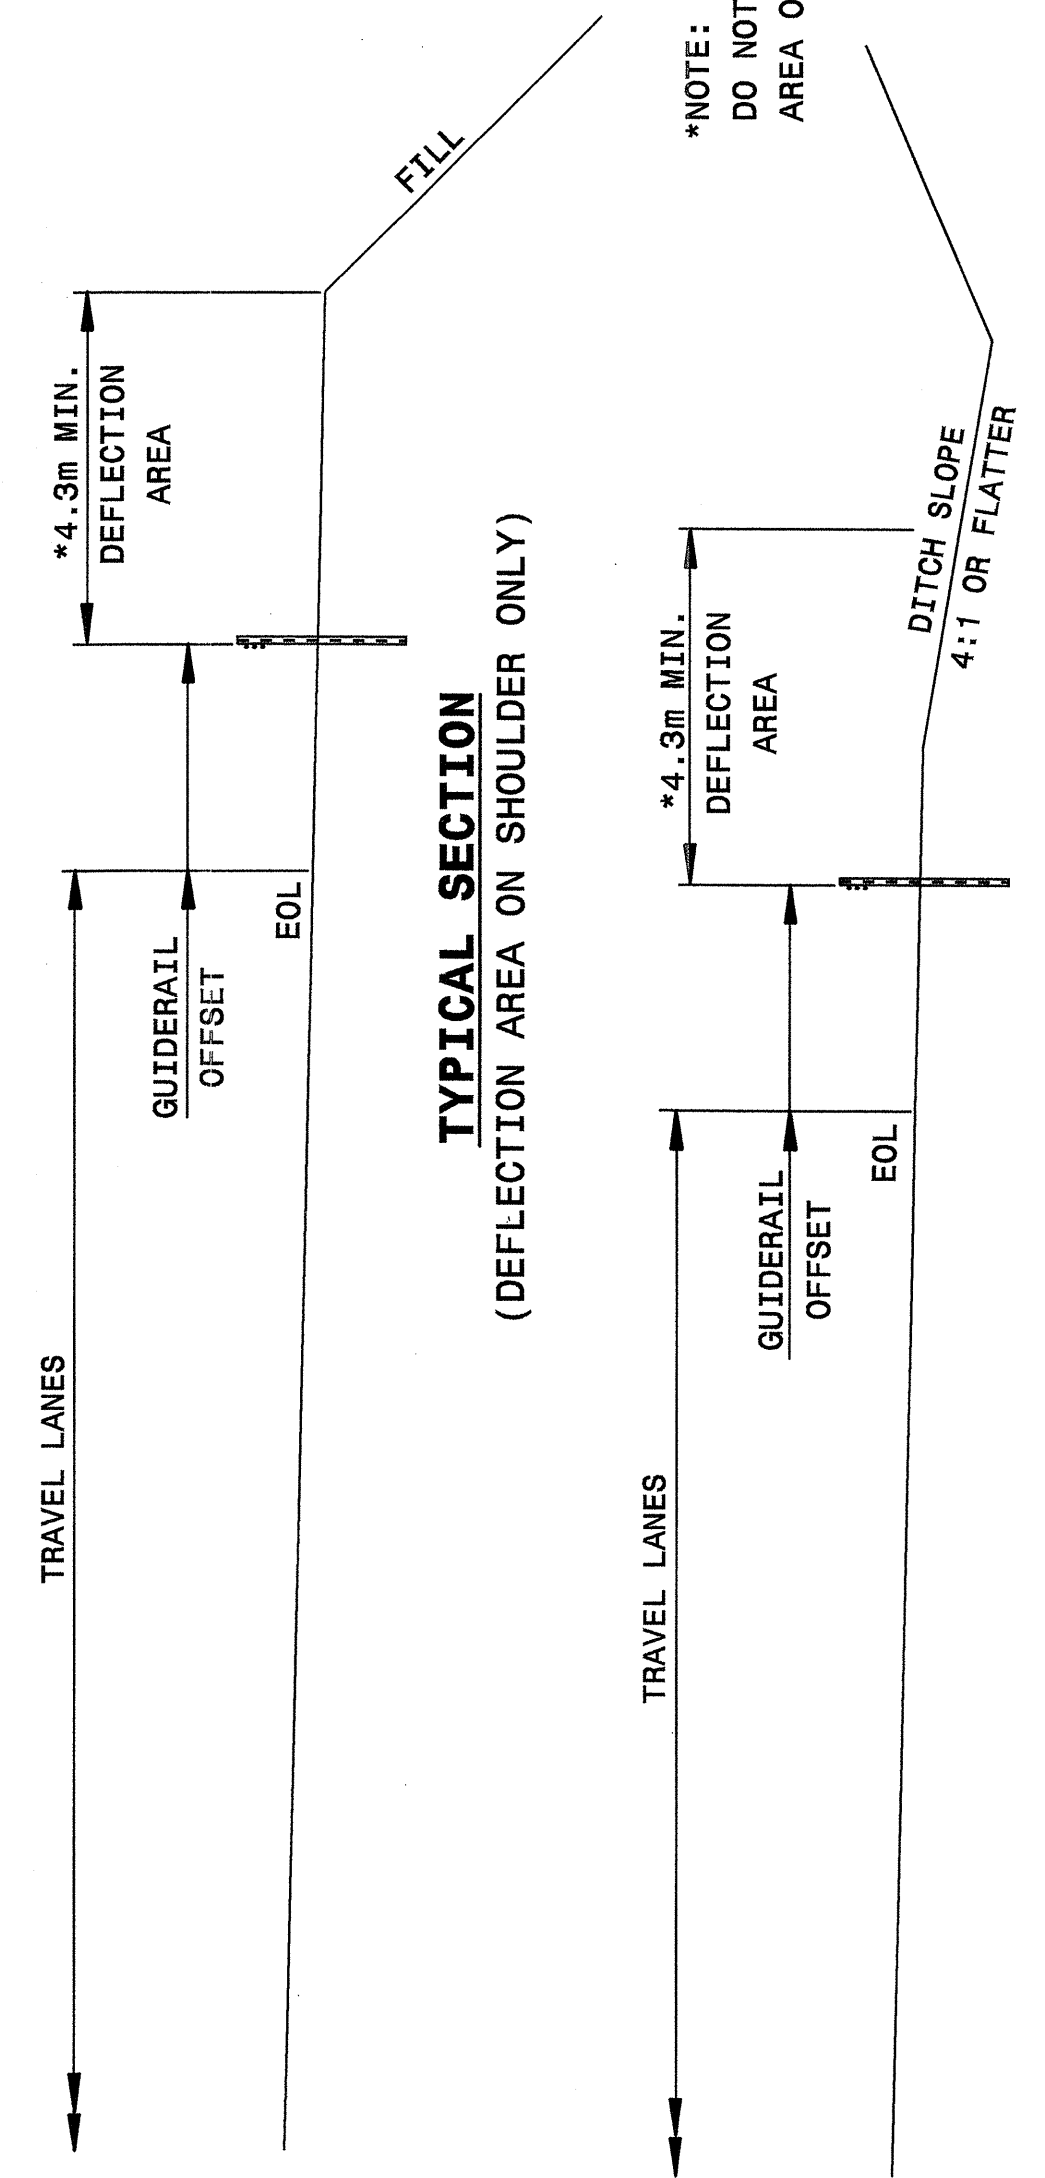 TRAVEL LANES
*4.3m MIN.
DEFLECTION
AREA
GUIDERAIL
OFFSET
EOL
FILL
TYPICAL SECTION
(DEFLECTION AREA ON SHOULDER ONLY)
TRAVEL LANES
*4.3m MIN.
DEFLECTION
AREA
GUIDERAIL
OFFSET
EOL
DITCH SLOPE
4:1 OR FLATTER
*NOTE:
DO NOT
AREA O